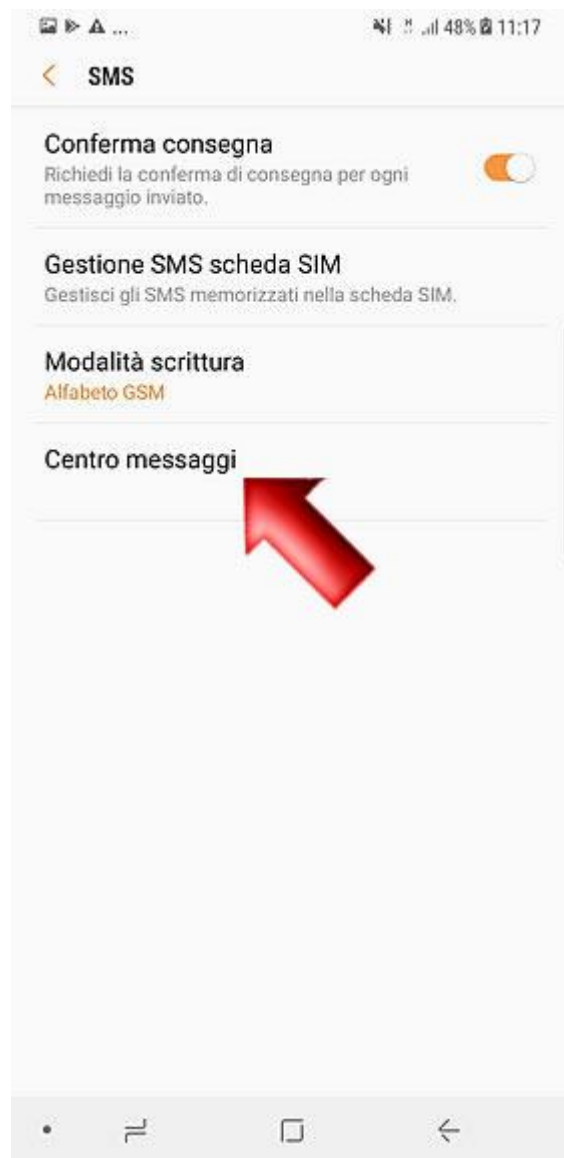 ... 48% 11:17
SMS
Conferma consegna
Richiedi la conferma di consegna per ogni
messaggio inviato.
Gestione SMS scheda SIM
Gestisci gli SMS memorizzati nella scheda SIM.
Modalità scrittura
Alfabeto GSM
Centro messaggi